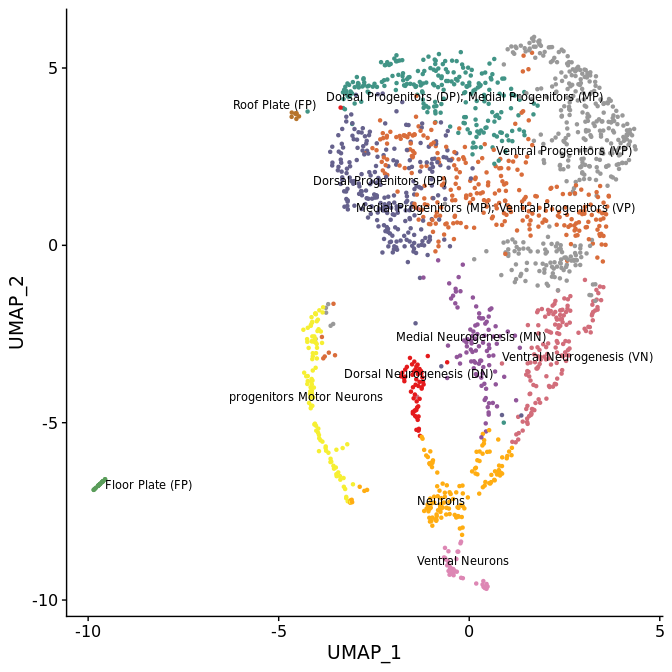 5
Dorsal Progenitors (DP); Medial Progenitors (MP)
Roof Plate (FP)
Ventral Progenitors (VP)
Dorsal Progenitors (DP)
Medial Progenitors (MP); Ventral Progenitors (VP)
0
UMAP_2
Medial Neurogenesis (MN)
Ventral Neurogenesis (VN)
Dorsal Neurogenesis (DN)
progenitors Motor Neurons
-5
Floor Plate (FP)
Neurons
Ventral Neurons
-10
-10 -5 0 5
UMAP_1